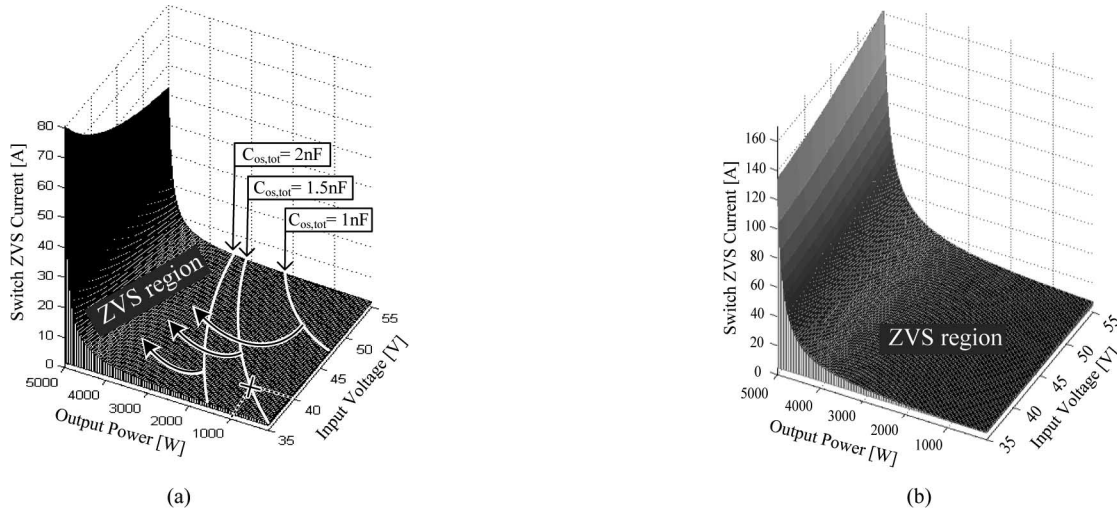 80
70
60
50
40
30
20
10
0
Switch ZVS Current [A]
5000
4000
3000
2000
1000
Output Power [W]
35
40
45
50
55
Input Voltage [V]
C_os,tot= 2nF
C_os,tot= 1.5nF
C_os,tot= 1nF
ZVS region
(a)
160
140
120
100
80
60
40
20
0
Switch ZVS Current [A]
5000
4000
3000
2000
1000
Output Power [W]
35
40
45
50
55
Input Voltage [V]
ZVS region
(b)